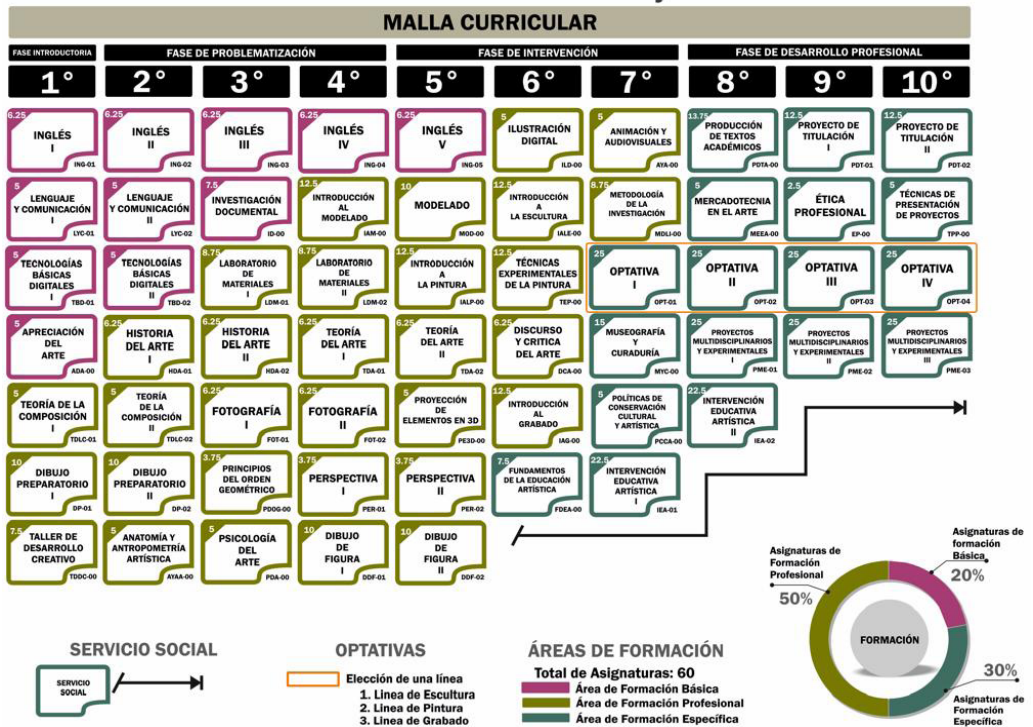 MALLA CURRICULAR
FASE INTRODUCTORIA
FASE DE PROBLEMATIZACIÓN
FASE DE INTERVENCIÓN
FASE DE DESARROLLO PROFESIONAL
1° 2° 3° 4° 5° 6° 7° 8° 9° 10°
6.25
INGLÉS
I
ING-01
6.25
INGLÉS
II
ING-02
6.25
INGLÉS
III
ING-03
6.25
INGLÉS
IV
ING-04
6.25
INGLÉS
V
ING-05
5
ILUSTRACIÓN
DIGITAL
ILD-00
5
ANIMACIÓN Y
AUDIOVISUALES
AYA-00
13.75
PRODUCCIÓN
DE TEXTOS
ACADÉMICOS
PDTA-00
12.5
PROYECTO DE
TITULACIÓN
I
PDT-01
12.5
PROYECTO DE
TITULACIÓN
II
PDT-02
5
LENGUAJE
Y COMUNICACIÓN
I
LYC-01
5
LENGUAJE
Y COMUNICACIÓN
II
LYC-02
7.5
INVESTIGACIÓN
DOCUMENTAL
ID-00
12.5
INTRODUCCIÓN
AL
MODELADO
IAM-00
10
MODELADO
MOD-00
12.5
INTRODUCCIÓN
A
LA ESCULTURA
IALE-00
8.75
METODOLOGÍA
DE LA
INVESTIGACIÓN
MDLI-00
5
MERCADOTECNIA
EN EL ARTE
MEEA-00
2.5
ÉTICA
PROFESIONAL
EP-00
5
TÉCNICAS DE
PRESENTACIÓN
DE PROYECTOS
TPP-00
5
TECNOLOGÍAS
BÁSICAS
DIGITALES
I
TBD-01
5
TECNOLOGÍAS
BÁSICAS
DIGITALES
II
TBD-02
8.75
LABORATORIO
DE
MATERIALES
I
LDM-01
8.75
LABORATORIO
DE
MATERIALES
II
LDM-02
12.5
INTRODUCCIÓN
A
LA PINTURA
IALP-00
12.5
TÉCNICAS
EXPERIMENTALES
DE LA PINTURA
TEP-00
25
OPTATIVA
I
OPT-01
25
OPTATIVA
II
OPT-02
25
OPTATIVA
III
OPT-03
25
OPTATIVA
IV
OPT-04
5
APRECIACIÓN
DEL
ARTE
ADA-00
6.25
HISTORIA
DEL ARTE
I
HDA-01
6.25
HISTORIA
DEL ARTE
II
HDA-02
6.25
TEORÍA
DEL ARTE
I
TDA-01
6.25
TEORÍA
DEL ARTE
II
TDA-02
6.25
DISCURSO
Y CRITICA
DEL ARTE
DCA-00
15
MUSEOGRAFÍA
Y
CURADURÍA
MYC-00
25
PROYECTOS
MULTIDISCIPLINARIOS
Y EXPERIMENTALES
I
PME-01
25
PROYECTOS
MULTIDISCIPLINARIOS
Y EXPERIMENTALES
II
PME-02
25
PROYECTOS
MULTIDISCIPLINARIOS
Y EXPERIMENTALES
III
PME-03
5
TEORÍA DE LA
COMPOSICIÓN
I
TDLC-01
5
TEORÍA
DE LA
COMPOSICIÓN
II
TDLC-02
6.25
FOTOGRAFÍA
I
FOT-01
6.25
FOTOGRAFÍA
II
FOT-02
5
PROYECCIÓN
DE
ELEMENTOS EN 3D
PE3D-00
12.5
INTRODUCCIÓN
AL
GRABADO
IAG-00
5
POLÍTICAS DE
CONSERVACIÓN
CULTURAL
Y ARTÍSTICA
PCCA-00
22.5
INTERVENCIÓN
EDUCATIVA
ARTÍSTICA
II
IEA-02
10
DIBUJO
PREPARATORIO
I
DP-01
10
DIBUJO
PREPARATORIO
II
DP-02
3.75
PRINCIPIOS
DEL ORDEN
GEOMÉTRICO
PDOG-00
3.75
PERSPECTIVA
I
PER-01
3.75
PERSPECTIVA
II
PER-02
7.5
FUNDAMENTOS
DE LA EDUCACIÓN
ARTÍSTICA
FDEA-00
22.5
INTERVENCIÓN
EDUCATIVA
ARTÍSTICA
I
IEA-01
7.5
TALLER DE
DESARROLLO
CREATIVO
TDDC-00
5
ANATOMÍA Y
ANTROPOMETRÍA
ARTÍSTICA
AYAA-00
5
PSICOLOGÍA
DEL
ARTE
PDA-00
10
DIBUJO
DE
FIGURA
I
DDF-01
10
DIBUJO
DE
FIGURA
II
DDF-02
Asignaturas de
Formación
Profesional
50%
Asignaturas de
formación
Básica
20%
FORMACIÓN
30%
Asignaturas de
Formación
Específica
SERVICIO SOCIAL
SERVICIO
SOCIAL
OPTATIVAS
Elección de una línea
1. Linea de Escultura
2. Linea de Pintura
3. Linea de Grabado
ÁREAS DE FORMACIÓN
Total de Asignaturas: 60
Área de Formación Básica
Área de Formación Profesional
Área de Formación Específica